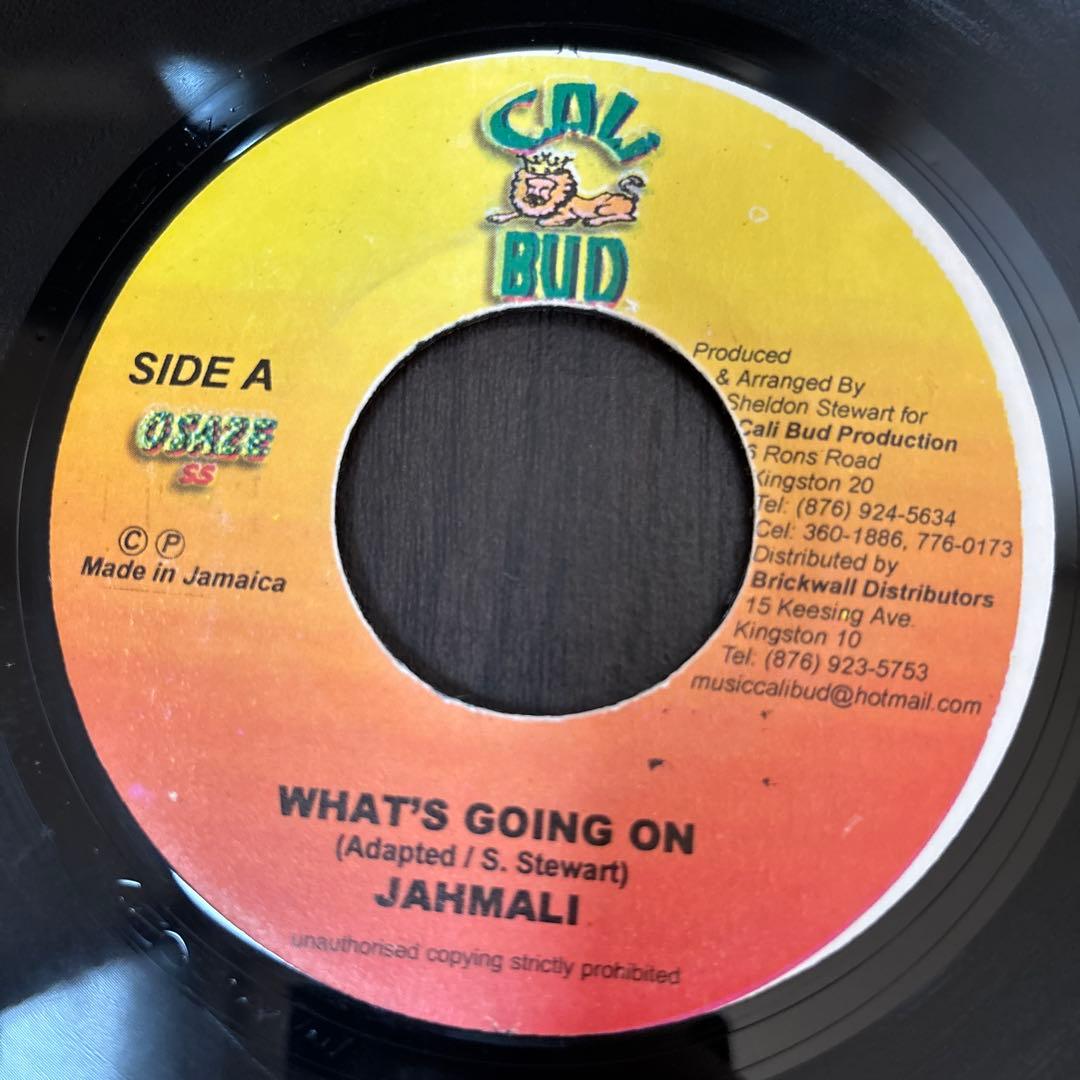 CALI
BUD
SIDE A
OSAZE
SS
© ℗
Made in Jamaica
Produced
& Arranged By
Sheldon Stewart for
Cali Bud Production
6 Rons Road
Kingston 20
Tel: (876) 924-5634
Cel: 360-1886, 776-0173
Distributed by
Brickwall Distributors
15 Keesing Ave.
Kingston 10
Tel: (876) 923-5753
musiccalibud@hotmail.com
WHAT'S GOING ON
(Adapted / S. Stewart)
JAHMALI
unauthorised copying strictly prohibited